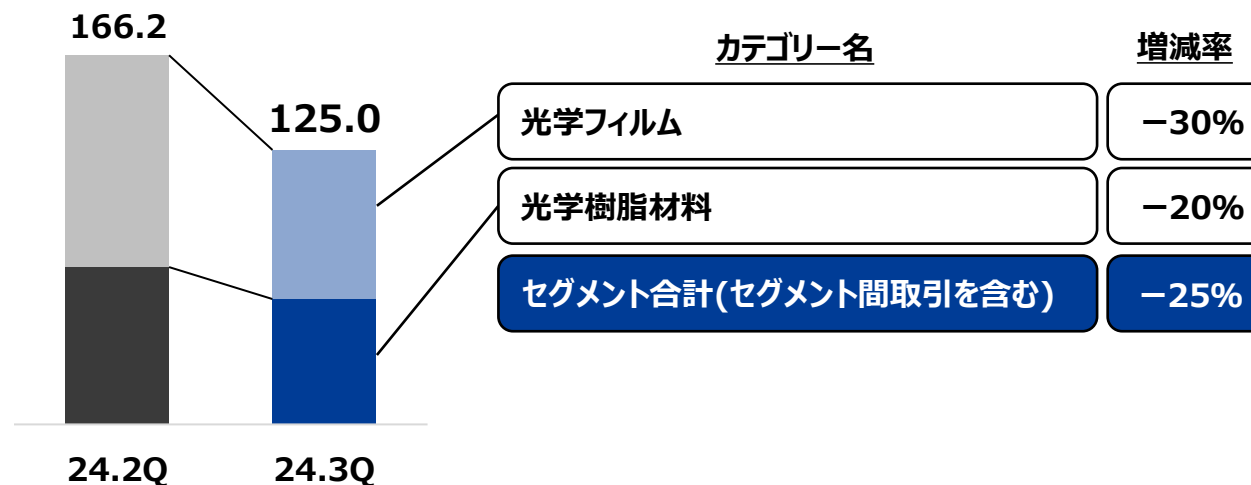 166.2
125.0
24.2Q
24.3Q
カテゴリー名
増減率
光学フィルム
－30%
光学樹脂材料
－20%
セグメント合計(セグメント間取引を含む)
－25%